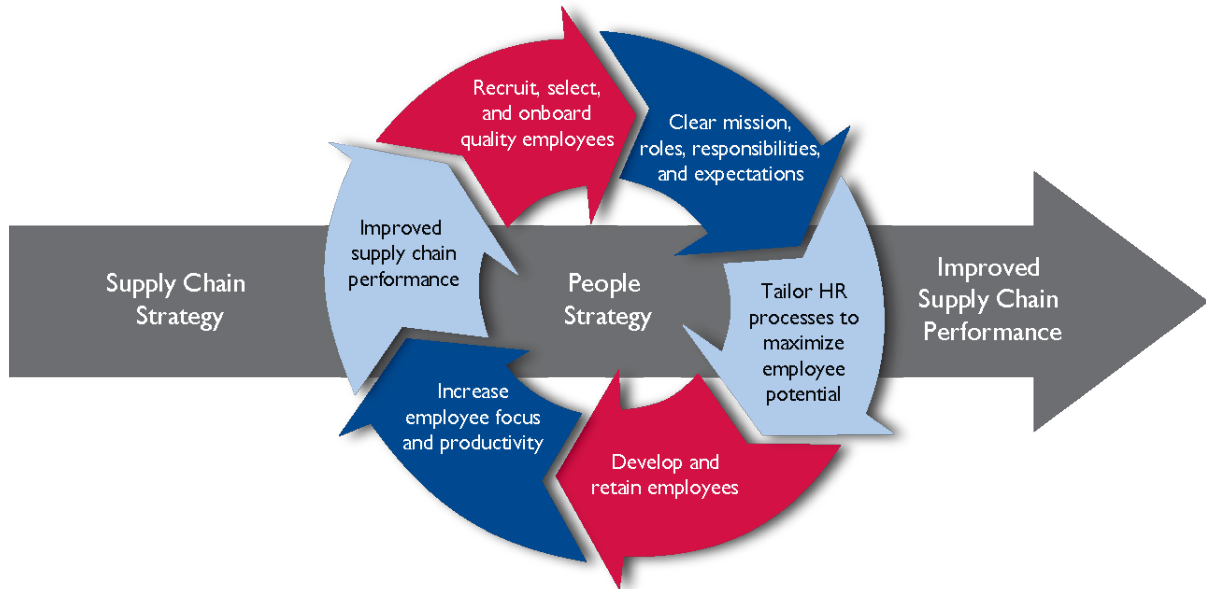 Supply Chain
Strategy
People
Strategy
Improved
Supply Chain
Performance
Recruit, select,
and onboard
quality employees
Clear mission,
roles, responsibilities,
and expectations
Tailor HR
processes to
maximize
employee
potential
Develop and
retain employees
Increase
employee focus
and productivity
Improved
supply chain
performance